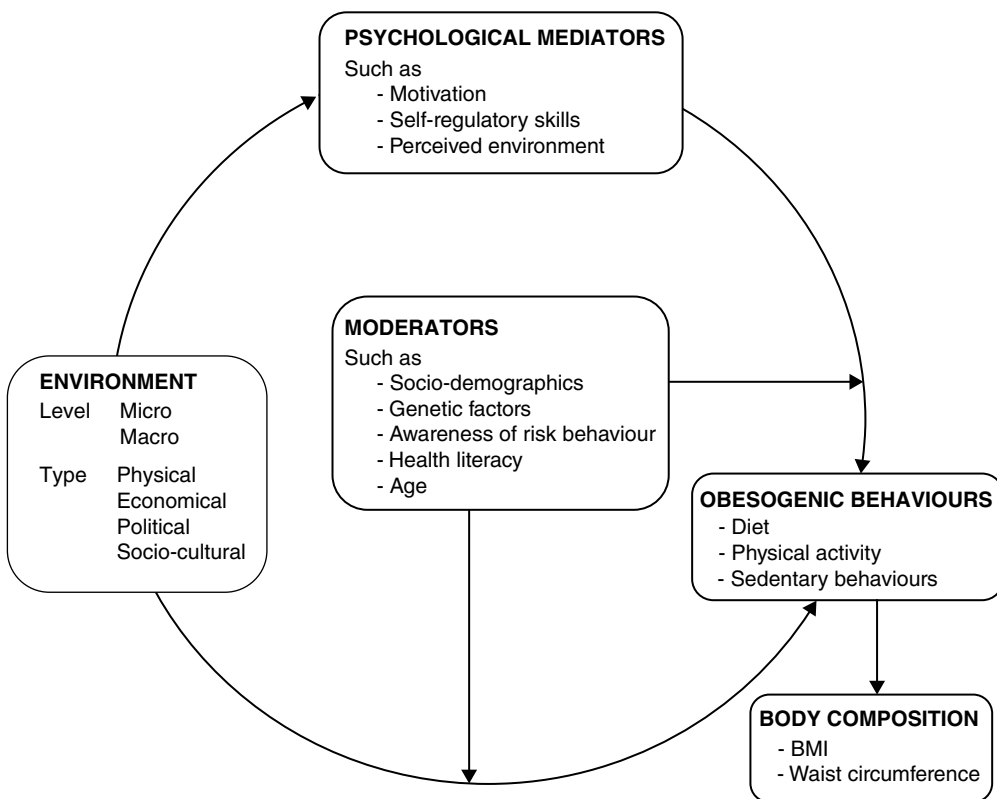 PSYCHOLOGICAL MEDIATORS
Such as
- Motivation
- Self-regulatory skills
- Perceived environment
MODERATORS
Such as
- Socio-demographics
- Genetic factors
- Awareness of risk behaviour
- Health literacy
- Age
ENVIRONMENT
Level Micro
Macro
Type Physical
Economical
Political
Socio-cultural
OBESOGENIC BEHAVIOURS
- Diet
- Physical activity
- Sedentary behaviours
BODY COMPOSITION
- BMI
- Waist circumference